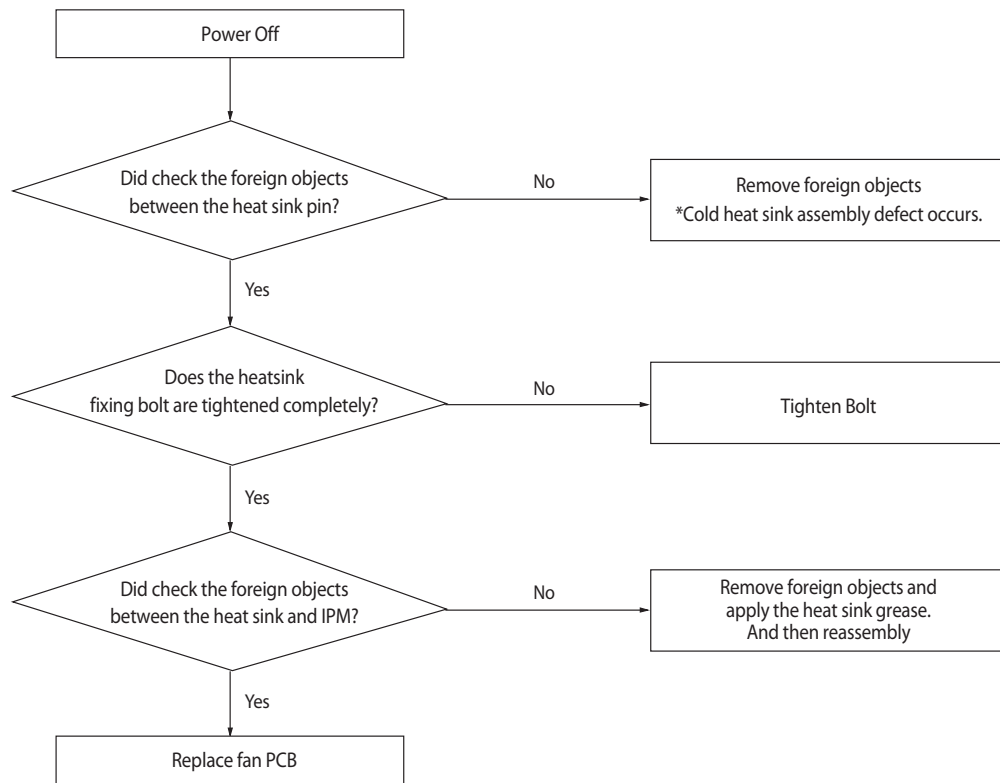 Power Off
Did check the foreign objects
between the heat sink pin?
No
Remove foreign objects
*Cold heat sink assembly defect occurs.
Yes
Does the heatsink
fixing bolt are tightened completely?
No
Tighten Bolt
Yes
Did check the foreign objects
between the heat sink and IPM?
No
Remove foreign objects and
apply the heat sink grease.
And then reassembly
Yes
Replace fan PCB